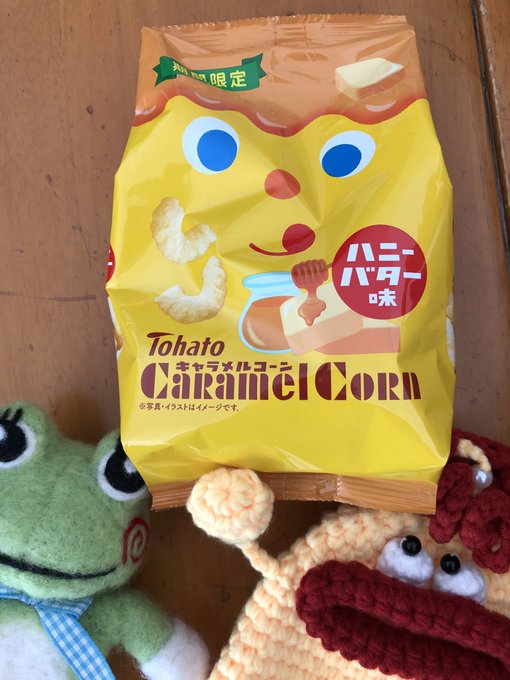 期間限定
ハニー
バター
味
Tohato
キャラメルコーン
Caramel Corn
※写真・イラストはイメージです。